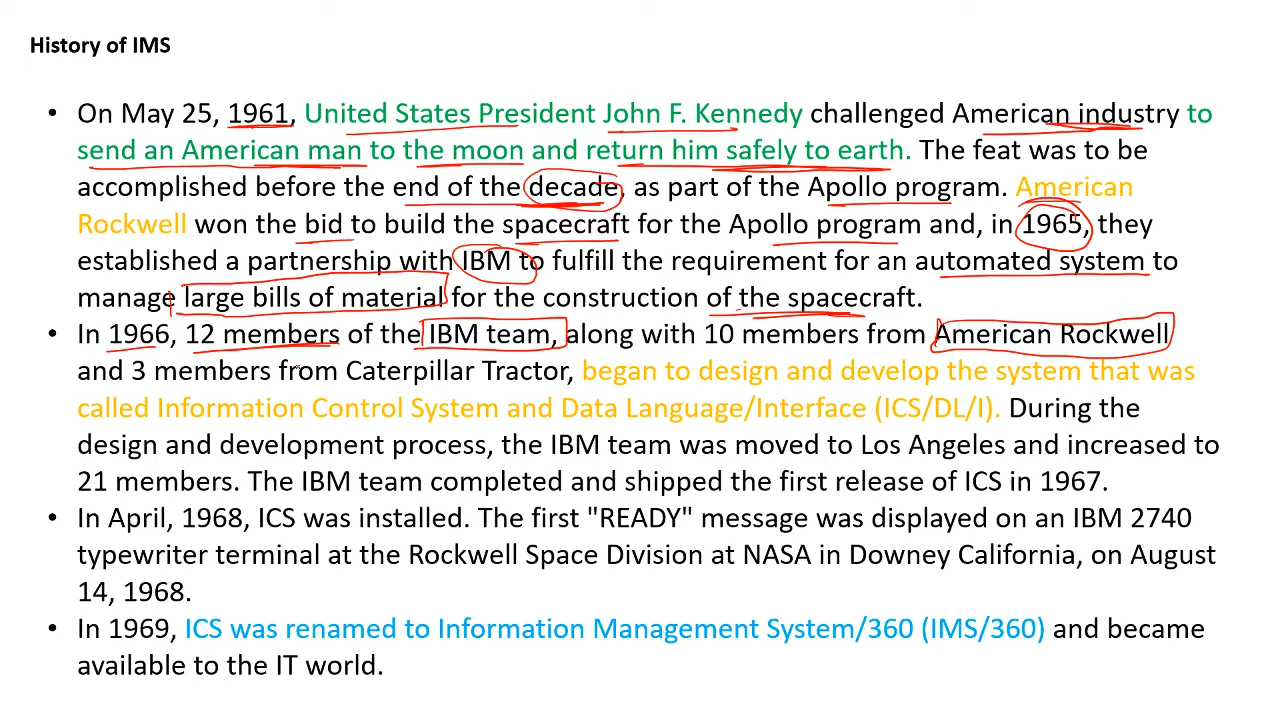 History of IMS
• On May 25, 1961, United States President John F. Kennedy challenged American industry to
send an American man to the moon and return him safely to earth. The feat was to be
accomplished before the end of the decade, as part of the Apollo program. American
Rockwell won the bid to build the spacecraft for the Apollo program and, in 1965, they
established a partnership with IBM to fulfill the requirement for an automated system to
manage large bills of material for the construction of the spacecraft.
• In 1966, 12 members of the IBM team, along with 10 members from American Rockwell
and 3 members from Caterpillar Tractor, began to design and develop the system that was
called Information Control System and Data Language/Interface (ICS/DL/I). During the
design and development process, the IBM team was moved to Los Angeles and increased to
21 members. The IBM team completed and shipped the first release of ICS in 1967.
• In April, 1968, ICS was installed. The first "READY" message was displayed on an IBM 2740
typewriter terminal at the Rockwell Space Division at NASA in Downey California, on August
14, 1968.
• In 1969, ICS was renamed to Information Management System/360 (IMS/360) and became
available to the IT world.